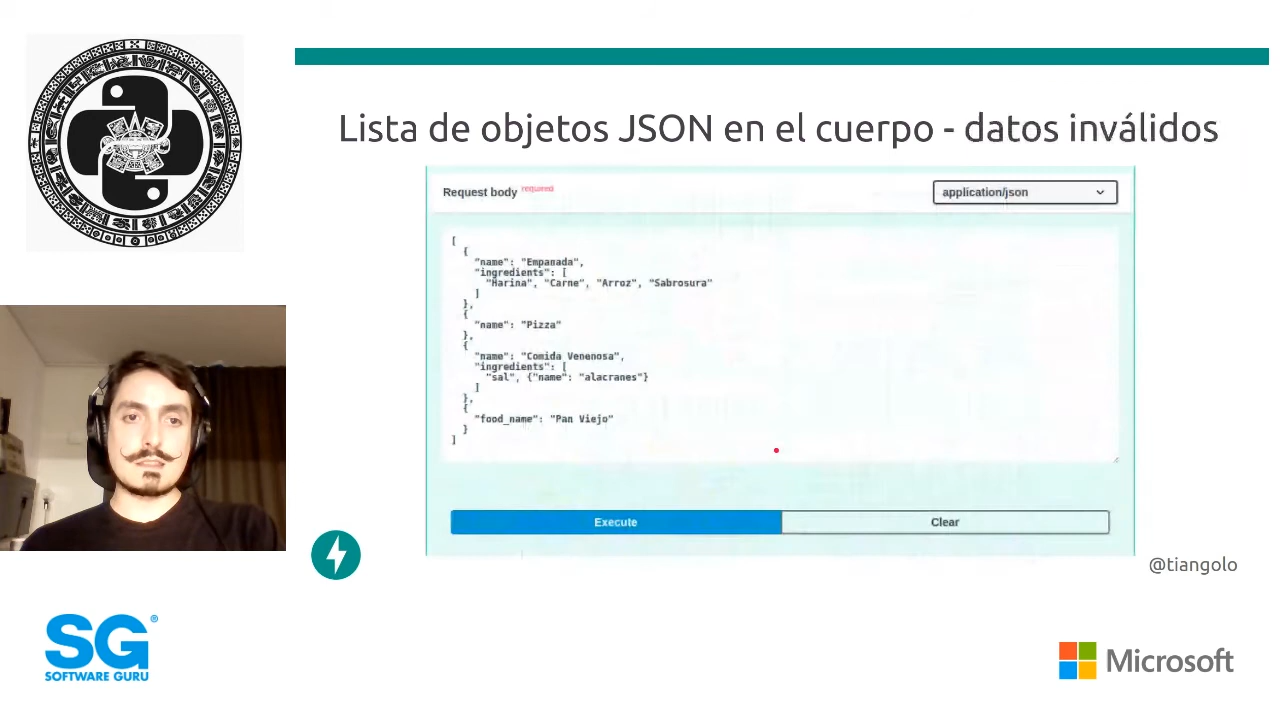 Lista de objetos JSON en el cuerpo - datos inválidos
Request body required
application/json
[
{
"name": "Empanada",
"ingredients": [
"Harina", "Carne", "Arroz", "Sabrosura"
]
},
{
"name": "Pizza"
},
{
"name": "Comida Venenosa",
"ingredients": [
"sal", {"name": "alacranes"}
]
},
{
"food_name": "Pan Viejo"
}
]
Execute
Clear
@tiangolo
SG®
SOFTWARE GURU
Microsoft